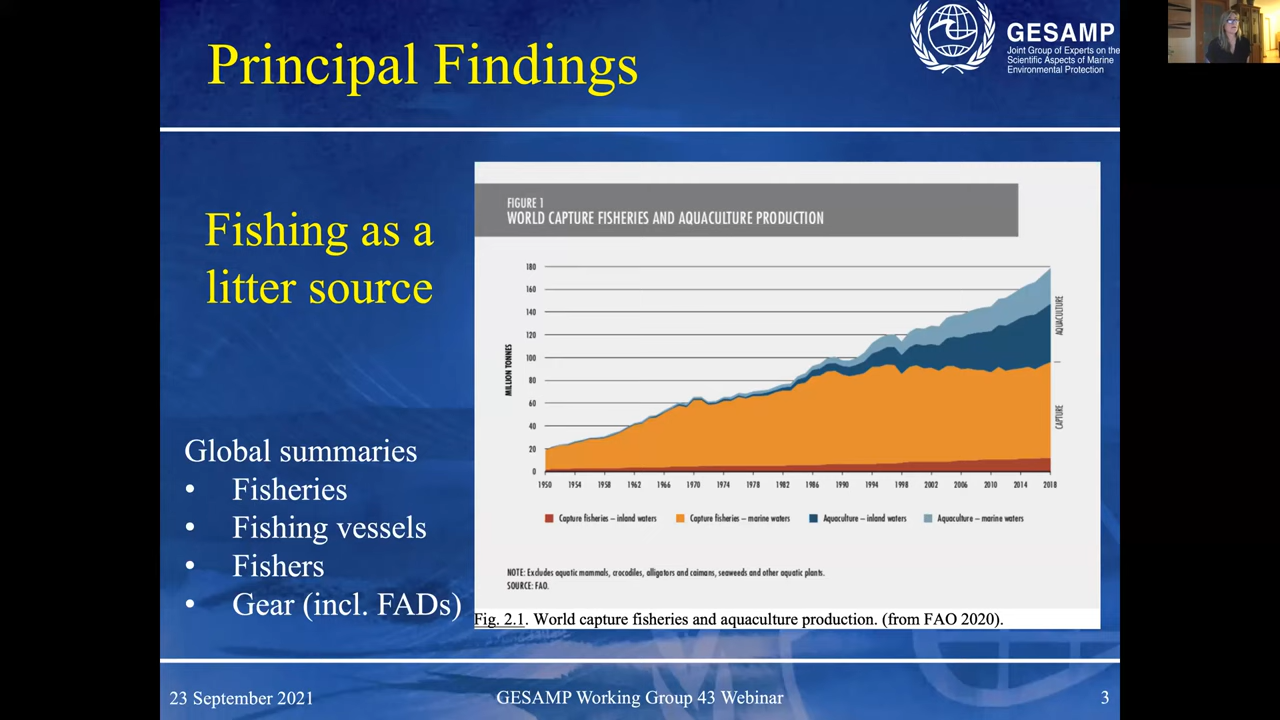 Principal Findings
GESAMP
Joint Group of Experts on the
Scientific Aspects of Marine
Environmental Protection
Fishing as a
litter source
Global summaries
• Fisheries
• Fishing vessels
• Fishers
• Gear (incl. FADs)
FIGURE 1
WORLD CAPTURE FISHERIES AND AQUACULTURE PRODUCTION
MILLION TONNES
180
160
140
120
100
80
60
40
20
0
1950 1954 1958 1962 1966 1970 1974 1978 1982 1986 1990 1994 1998 2002 2006 2010 2014 2018
AQUACULTURE
CAPTURE
Capture fisheries – inland waters Capture fisheries – marine waters Aquaculture – inland waters Aquaculture – marine waters
NOTE: Excludes aquatic mammals, crocodiles, alligators and caimans, seaweeds and other aquatic plants.
SOURCE: FAO.
Fig. 2.1. World capture fisheries and aquaculture production. (from FAO 2020).
23 September 2021
GESAMP Working Group 43 Webinar
3